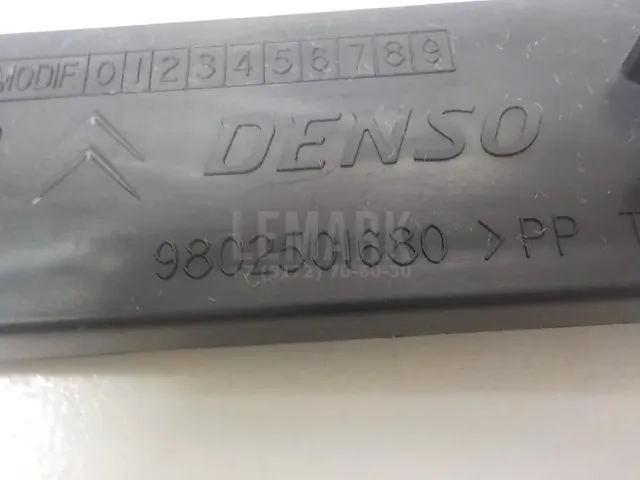 MODIF 0 1 2 3 4 5 6 7 8 9
DENSO
LEMARK
9802501680 >PP T